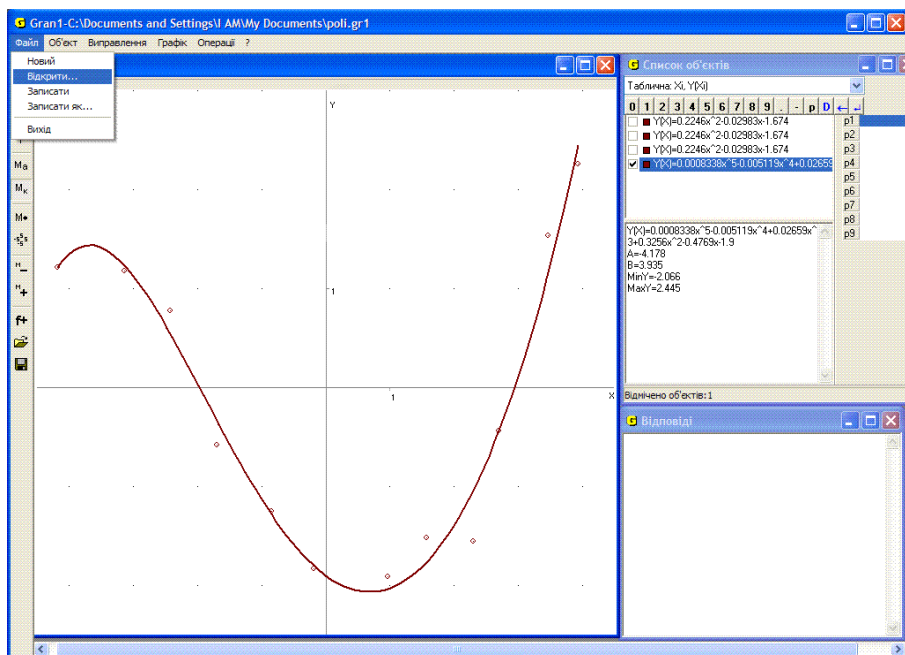 Gran1-C:\Documents and Settings\I AM\My Documents\poli.gr1
Файл Об'єкт Виправлення Графік Операції ?
Новий
Відкрити...
Записати
Записати як...
Вихід
Список об'єктів
Таблична: Xi, Y(Xi)
0 1 2 3 4 5 6 7 8 9 . - p D ← ↵
Y(X)=0.2246x^2-0.02983x-1.674
Y(X)=0.2246x^2-0.02983x-1.674
Y(X)=0.2246x^2-0.02983x-1.674
Y(X)=0.0008338x^5-0.005119x^4+0.02659
p1
p2
p3
p4
p5
p6
p7
p8
p9
Y(X)=0.0008338x^5-0.005119x^4+0.02659x^
3+0.3256x^2-0.4769x-1.9
A=-4.178
B=3.935
MinY=-2.066
MaxY=2.445
Відмічено об'єктів:1
Відповіді
Ma
Mк
M
M
M
f+
Y
1
1
X